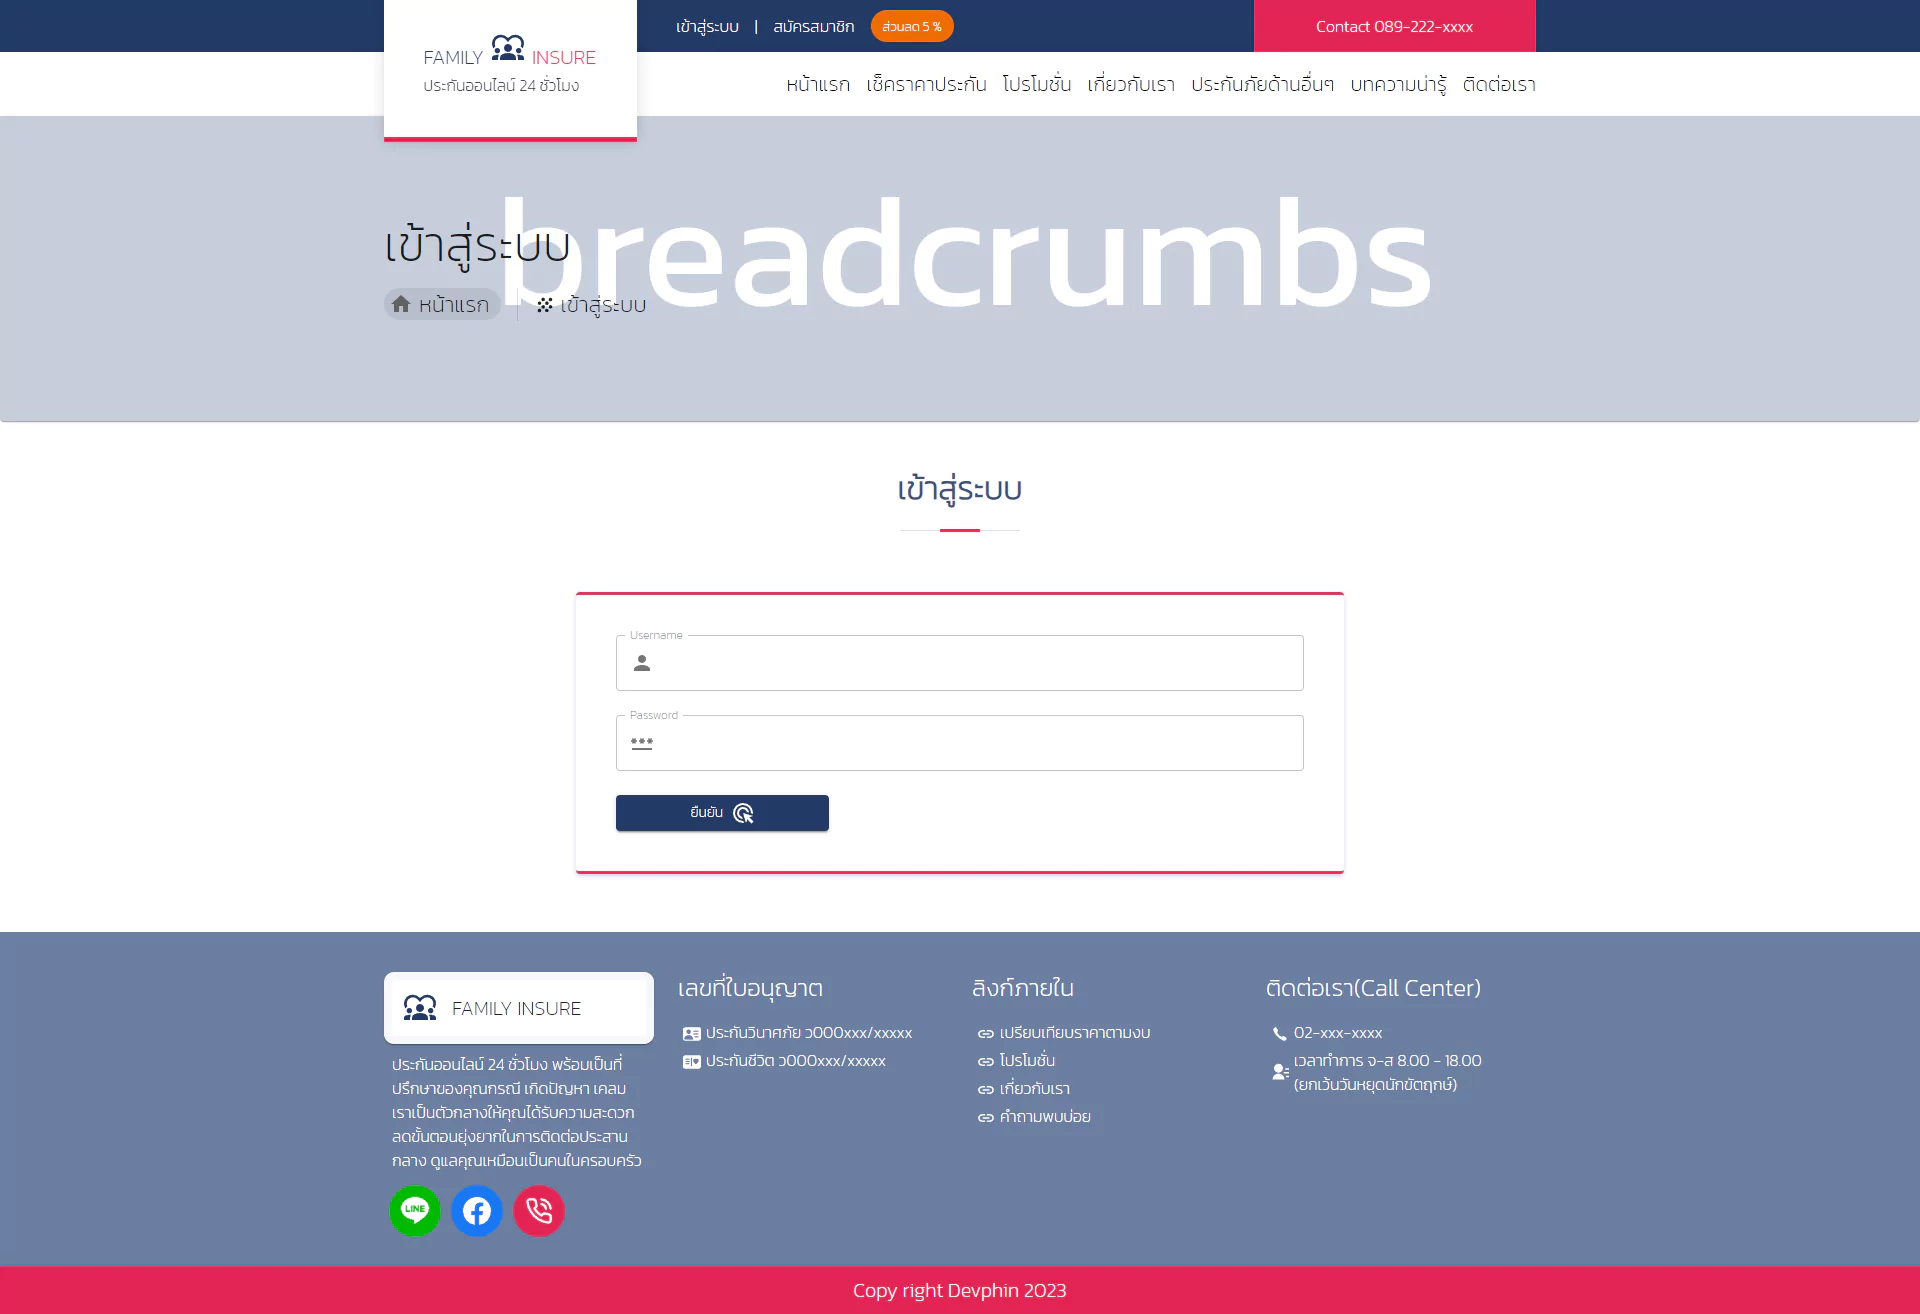 เข้าสู่ระบบ | สมัครสมาชิก ส่วนลด 5 %
Contact 089-222-xxxx
FAMILY INSURE
ประกันออนไลน์ 24 ชั่วโมง
หน้าแรก เช็คราคาประกัน โปรโมชั่น เกี่ยวกับเรา ประกันภัยด้านอื่นๆ บทความน่ารู้ ติดต่อเรา
breadcrumbs
เข้าสู่ระบบ
หน้าแรก เข้าสู่ระบบ
เข้าสู่ระบบ
Username
Password
ยืนยัน
FAMILY INSURE
ประกันออนไลน์ 24 ชั่วโมง พร้อมเป็นที่
ปรึกษาของคุณกรณี เกิดปัญหา เคลม
เราเป็นตัวกลางให้คุณได้รับความสะดวก
ลดขั้นตอนยุ่งยากในการติดต่อประสาน
กลาง ดูแลคุณเหมือนเป็นคนในครอบครัว
LINE
เลขที่ใบอนุญาต
ประกันวินาศภัย ว000xxx/xxxxx
ประกันชีวิต ว000xxx/xxxxx
ลิงก์ภายใน
เปรียบเทียบราคาตามงบ
โปรโมชั่น
เกี่ยวกับเรา
คำถามพบบ่อย
ติดต่อเรา(Call Center)
02-xxx-xxxx
เวลาทำการ จ-ส 8.00 - 18.00
(ยกเว้นวันหยุดนักขัตฤกษ์)
Copy right Devphin 2023